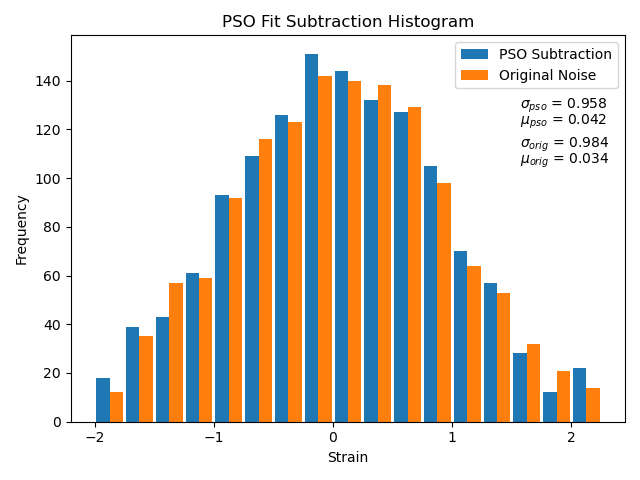 PSO Fit Subtraction Histogram
PSO Subtraction
Original Noise
σpso = 0.958
μpso = 0.042
σorig = 0.984
μorig = 0.034
Frequency
140
120
100
80
60
40
20
0
−2
−1
0
1
2
Strain